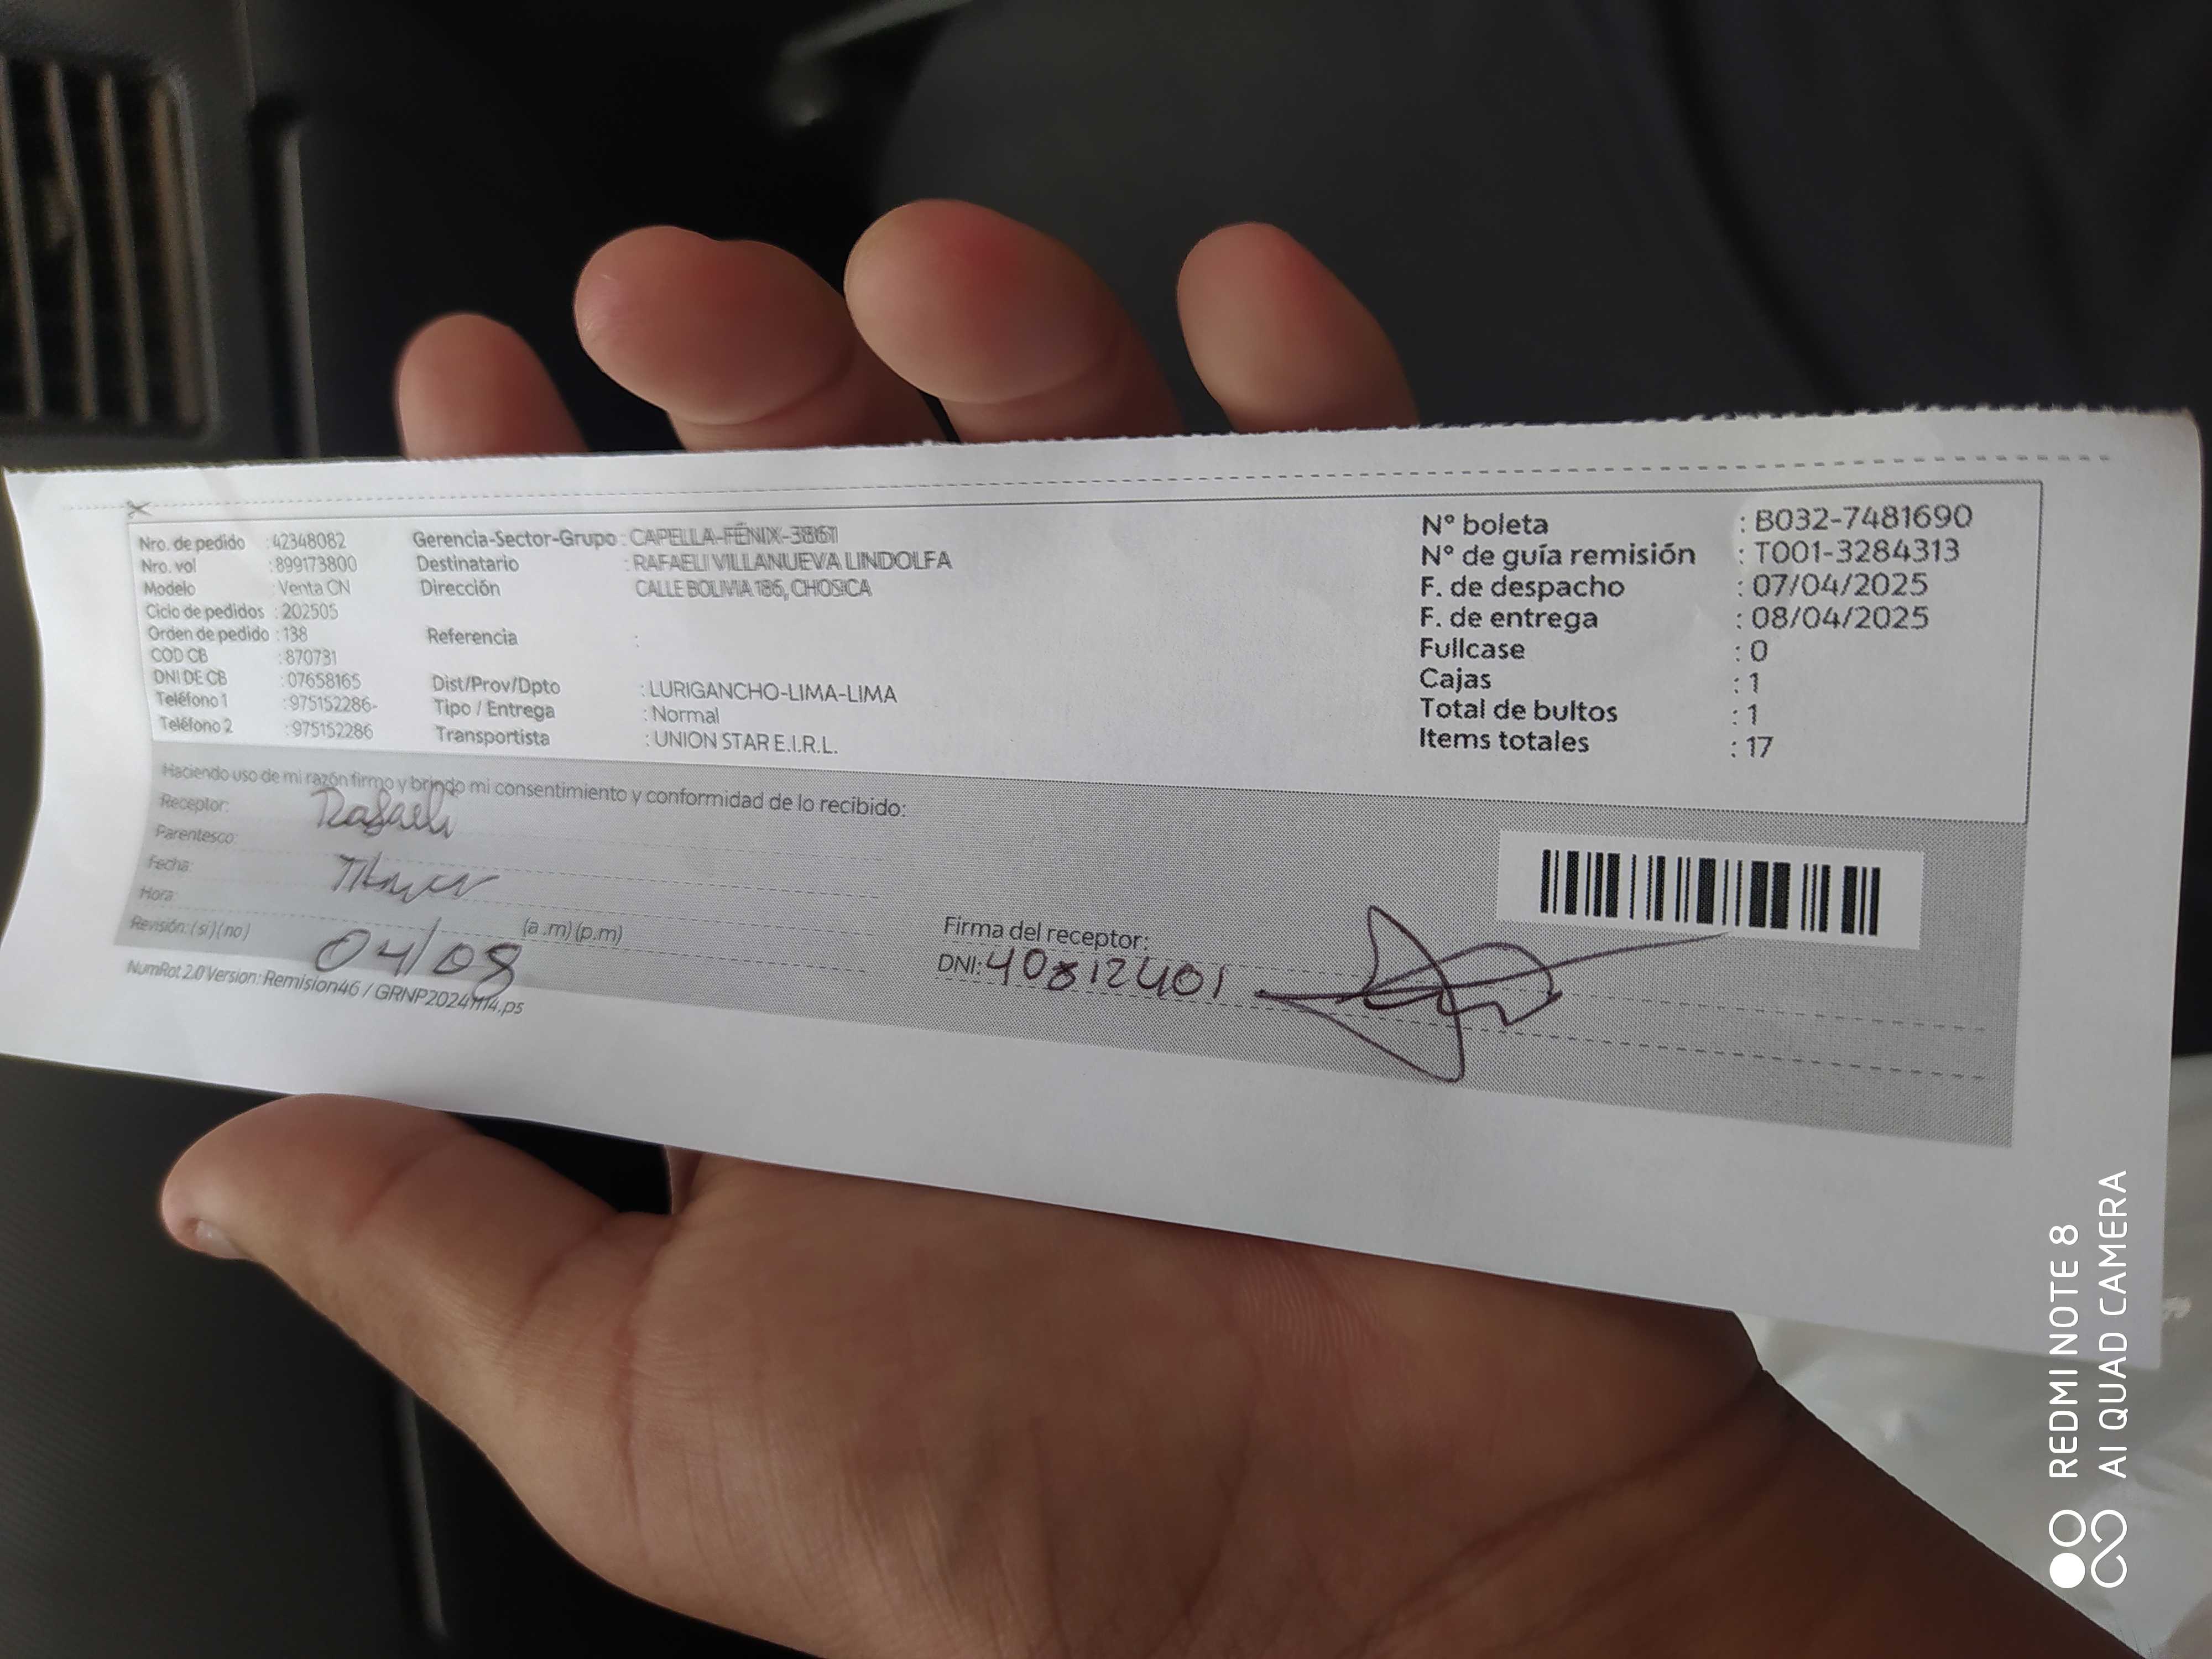 Nro. de pedido : 42348082
Nro. vol : 899173800
Modelo : Venta CN
Ciclo de pedidos : 202505
Orden de pedido : 138
COD CB : 870731
DNI DE CB : 07658165
Teléfono 1 : 975152286-
Teléfono 2 : 975152286
Gerencia-Sector-Grupo : CAPELLA-FÉNIX-3861
Destinatario : RAFAELI VILLANUEVA LINDOLFA
Dirección CALLE BOLIVIA 186, CHOSICA
Referencia :
Dist/Prov/Dpto : LURIGANCHO-LIMA-LIMA
Tipo / Entrega : Normal
Transportista : UNION STAR E.I.R.L.
N° boleta : B032-7481690
N° de guía remisión : T001-3284313
F. de despacho : 07/04/2025
F. de entrega : 08/04/2025
Fullcase : 0
Cajas : 1
Total de bultos : 1
Items totales : 17
Haciendo uso de mi razón firmo y brindo mi consentimiento y conformidad de lo recibido:
Receptor: Rafaeli
Parentesco:
Fecha:
Hora: (a.m) (p.m)
Revisión: (si) (no) 04/08
Firma del receptor:
DNI: 40812401
NumRot 2.0 Version: Remision46 / GRNP20241114.ps
REDMI NOTE 8
AI QUAD CAMERA